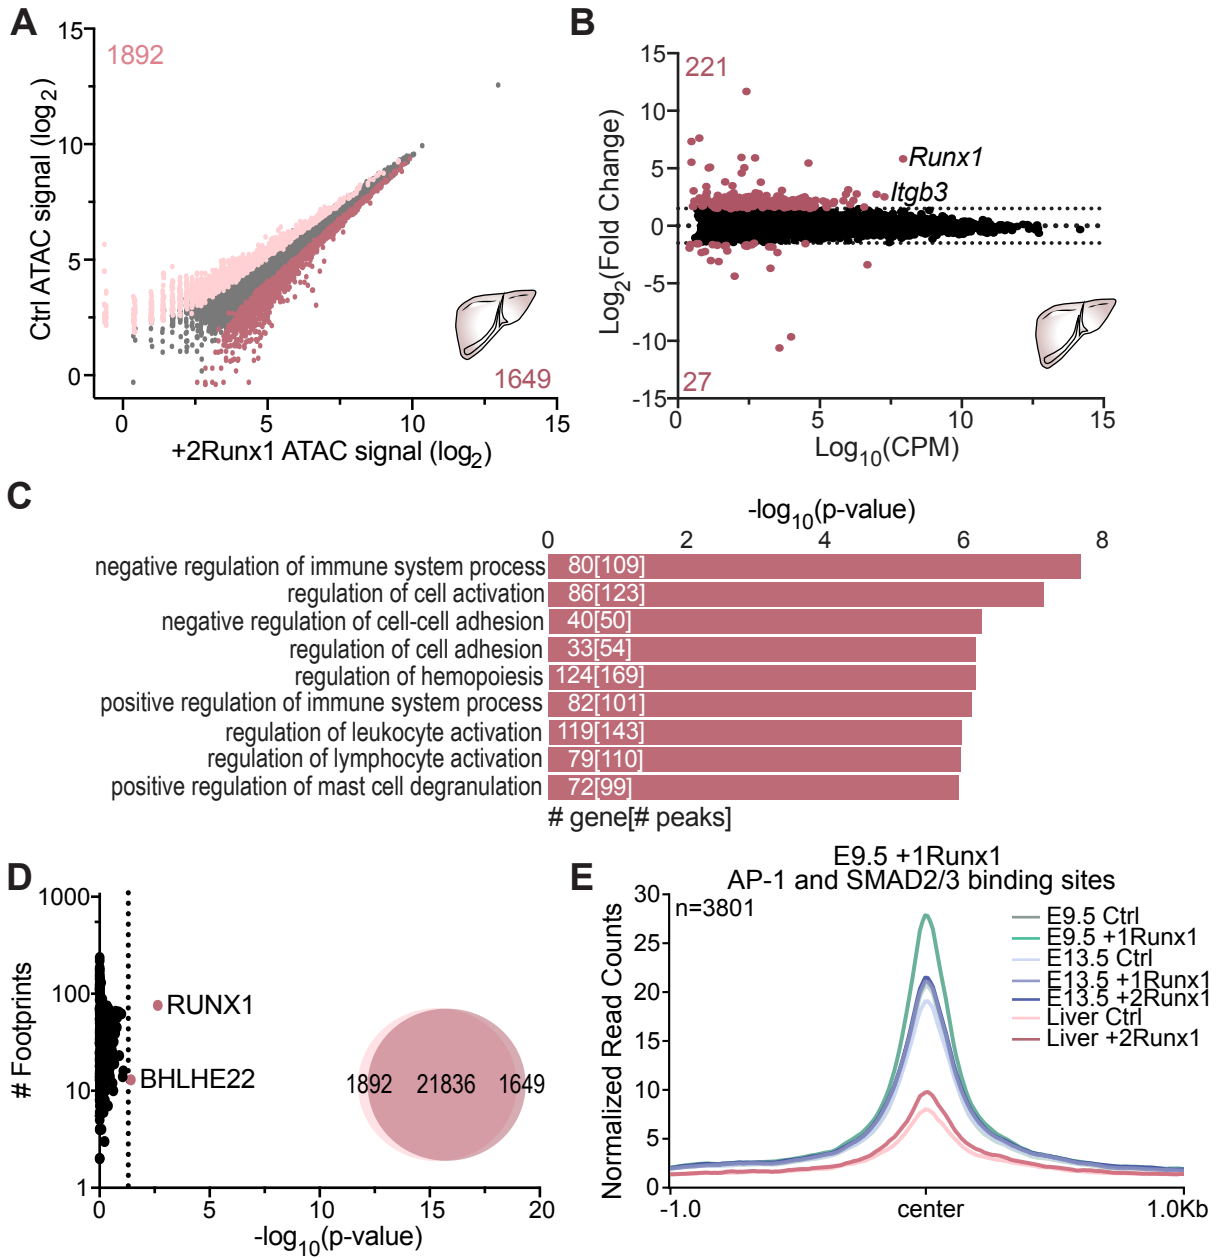 A
15
10
5
0
1892
1649
Ctrl ATAC signal (log2)
0
5
10
15
+2Runx1 ATAC signal (log2)
B
15
10
5
0
-5
-10
-15
221
27
Runx1
Itgb3
Log2(Fold Change)
0
5
10
15
Log10(CPM)
C
-log10(p-value)
0 2 4 6 8
negative regulation of immune system process 80[109]
regulation of cell activation 86[123]
negative regulation of cell-cell adhesion 40[50]
regulation of cell adhesion 33[54]
regulation of hemopoiesis 124[169]
positive regulation of immune system process 82[101]
regulation of leukocyte activation 119[143]
regulation of lymphocyte activation 79[110]
positive regulation of mast cell degranulation 72[99]
# gene[# peaks]
D
1000
100
10
1
# Footprints
RUNX1
BHLHE22
1892 21836 1649
0 5 10 15 20
-log10(p-value)
E
E9.5 +1Runx1
AP-1 and SMAD2/3 binding sites
n=3801
30
25
20
15
10
5
0
Normalized Read Counts
E9.5 Ctrl
E9.5 +1Runx1
E13.5 Ctrl
E13.5 +1Runx1
E13.5 +2Runx1
Liver Ctrl
Liver +2Runx1
-1.0 center 1.0Kb